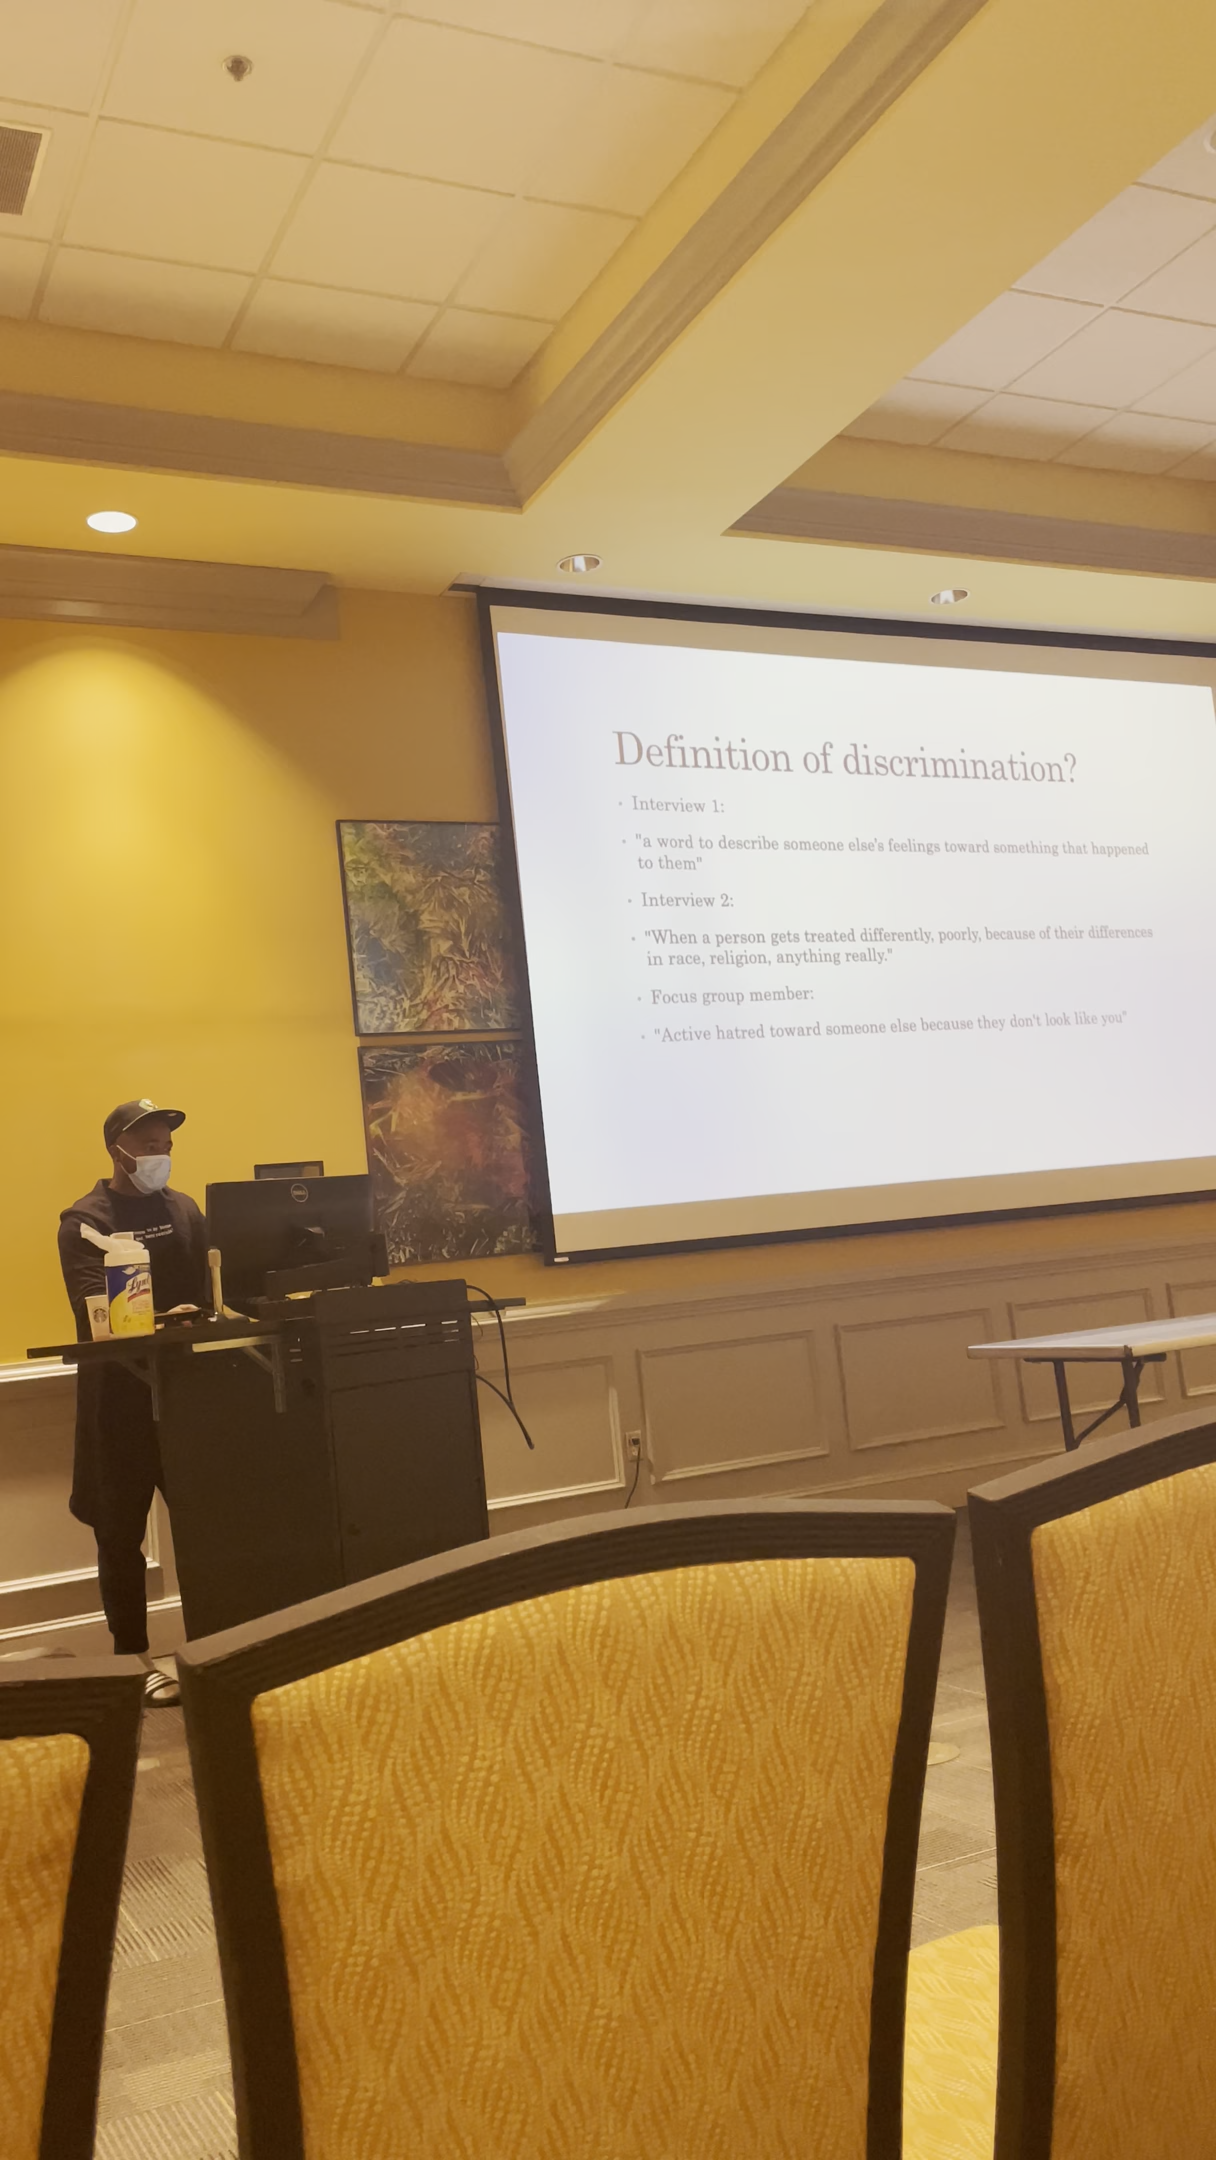 Definition of discrimination?
• Interview 1:
• "a word to describe someone else's feelings toward something that happened
to them"
• Interview 2:
• "When a person gets treated differently, poorly, because of their differences
in race, religion, anything really."
• Focus group member:
• "Active hatred toward someone else because they don't look like you"
DELL
Lysol